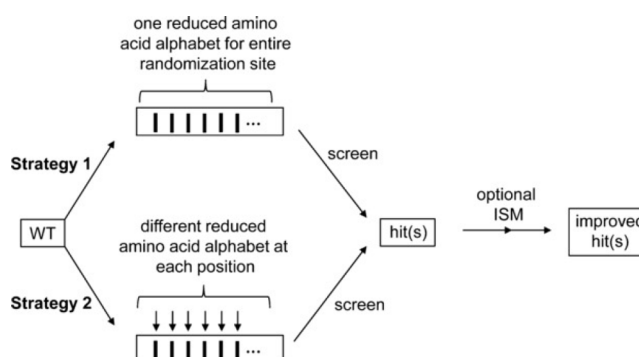 one reduced amino
acid alphabet for entire
randomization site
...
Strategy 1
screen
WT
different reduced
amino acid alphabet at
each position
hit(s)
optional
ISM
improved
hit(s)
Strategy 2
screen
...